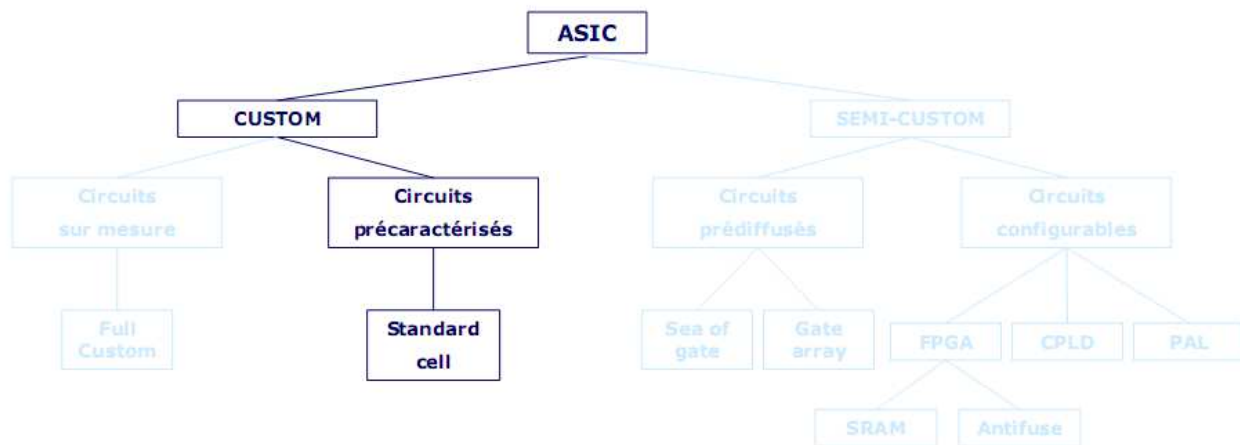 ASIC
CUSTOM
SEMI-CUSTOM
Circuits
sur mesure
Circuits
précaractérisés
Circuits
prédiffusés
Circuits
configurables
Full
Custom
Standard
cell
Sea of
gate
Gate
array
FPGA
CPLD
PAL
SRAM
Antifuse